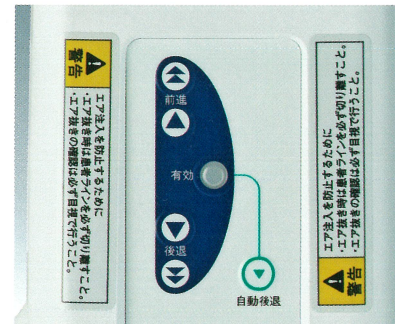 警告
エア注入を防止するために
・エア抜き時は患者ラインを必ず切り離すこと。
・エア抜きの確認は必ず目視で行うこと。
前進
有効
後退
自動後退
警告
エア注入を防止するために
・エア抜き時は患者ラインを必ず切り離すこと。
・エア抜きの確認は必ず目視で行うこと。